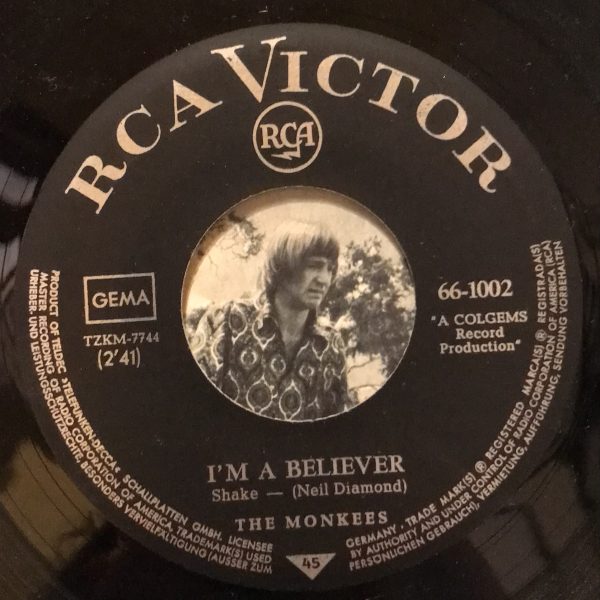 RCA VICTOR
RCA
GEMA
TZKM-7744
(2'41)
66-1002
"A COLGEMS
Record
Production"
I'M A BELIEVER
Shake — (Neil Diamond)
THE MONKEES
45
PRODUCT OF TELDEC »TELEFUNKEN-DECCA« SCHALLPLATTEN GMBH. LICENSEE
MASTER RECORDING OF RADIO CORPORATION OF AMERICA, TRADEMARK(S) USED
URHEBER- UND LEISTUNGSSCHUTZRECHTE, BESONDERS VERVIELFÄLTIGUNG (AUSSER ZUM
GERMANY · TRADE MARK(S) ® REGISTERED MARCA(S) ® REGISTRADA(S)
BY AUTHORITY AND UNDER CONTROL OF RADIO CORPORATION OF AMERICA (RCA)
PERSÖNLICHEN GEBRAUCH), VERMIETUNG, AUFFÜHRUNG, SENDUNG VORBEHALTEN